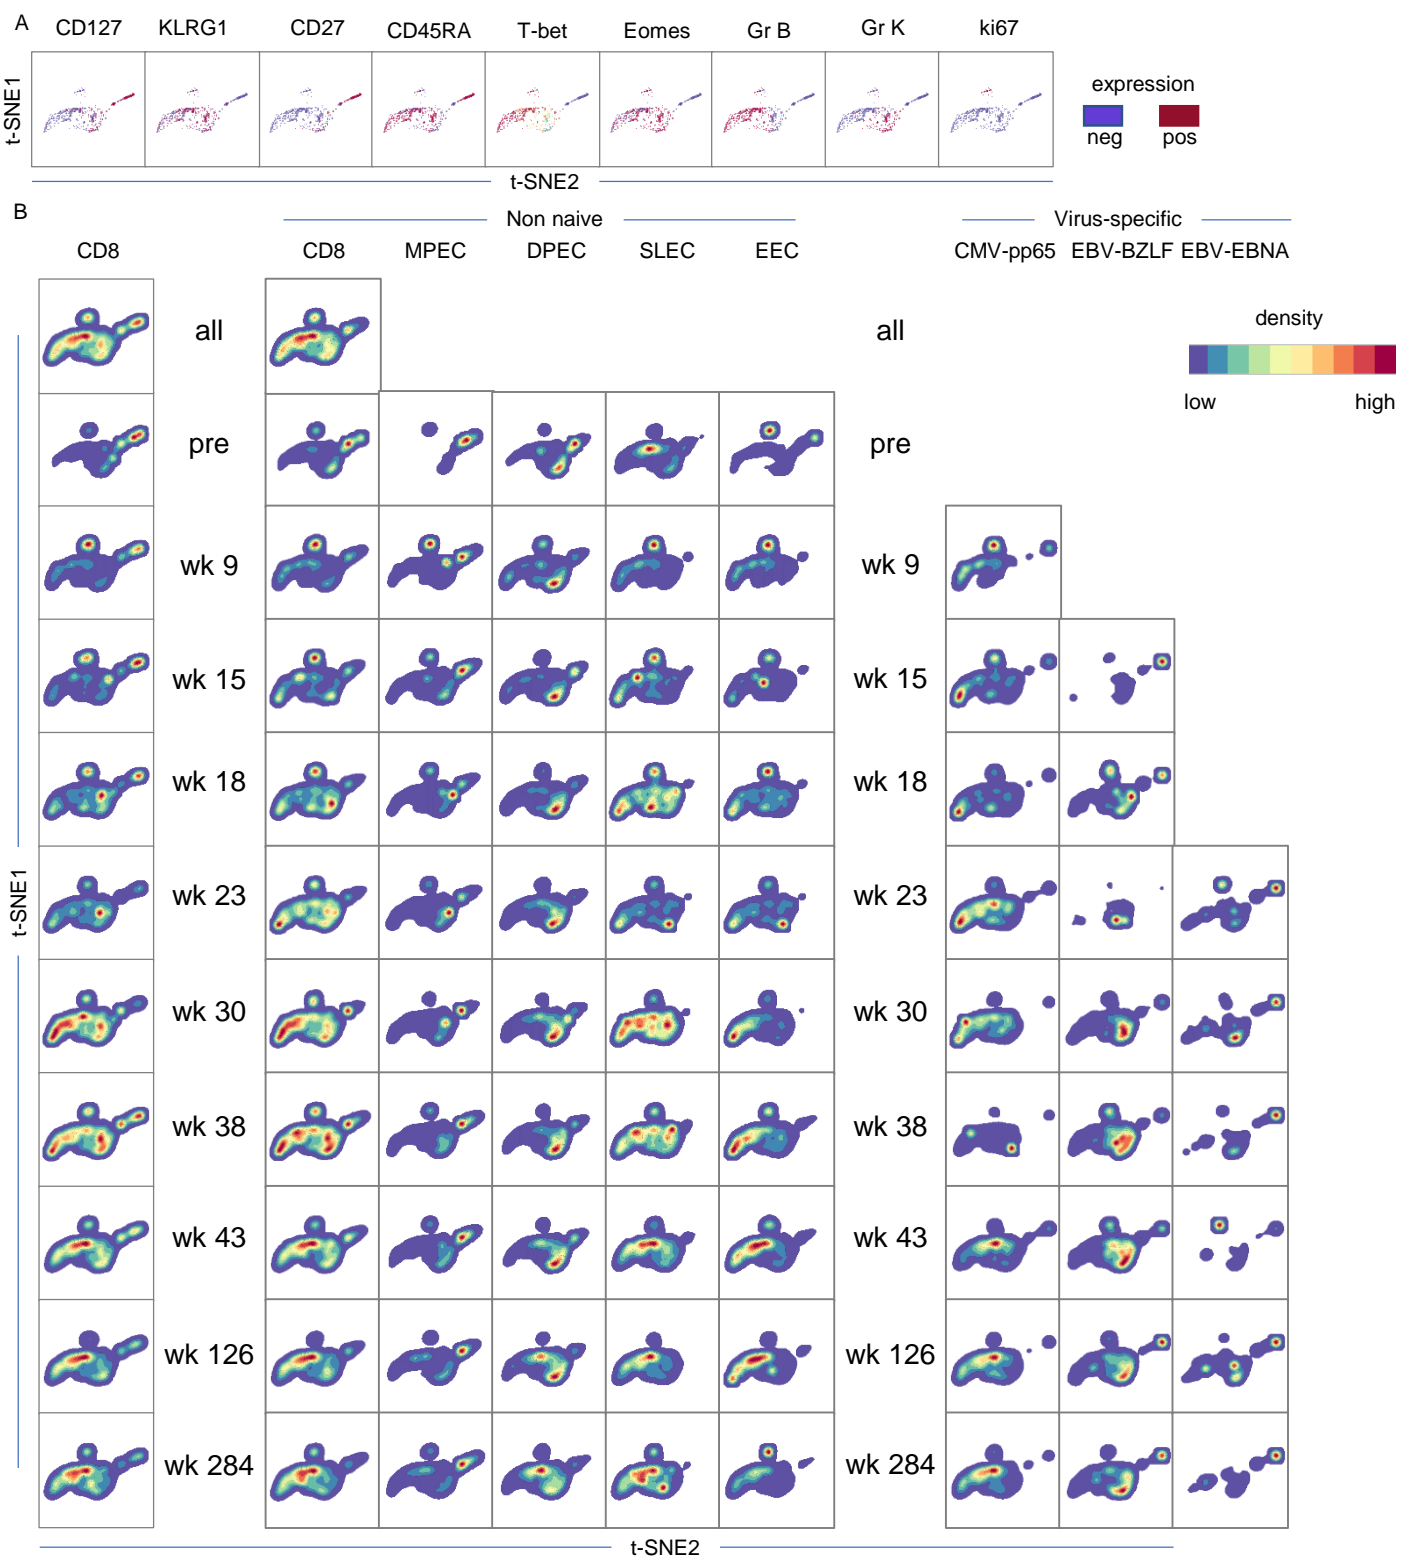 A
CD127 KLRG1 CD27 CD45RA T-bet Eomes Gr B Gr K ki67
t-SNE1
expression
neg pos
t-SNE2
B
Non naive Virus-specific
CD8 CD8 MPEC DPEC SLEC EEC CMV-pp65 EBV-BZLF EBV-EBNA
all all
density
low high
pre pre
wk 9 wk 9
wk 15 wk 15
wk 18 wk 18
t-SNE1
wk 23 wk 23
wk 30 wk 30
wk 38 wk 38
wk 43 wk 43
wk 126 wk 126
wk 284 wk 284
t-SNE2